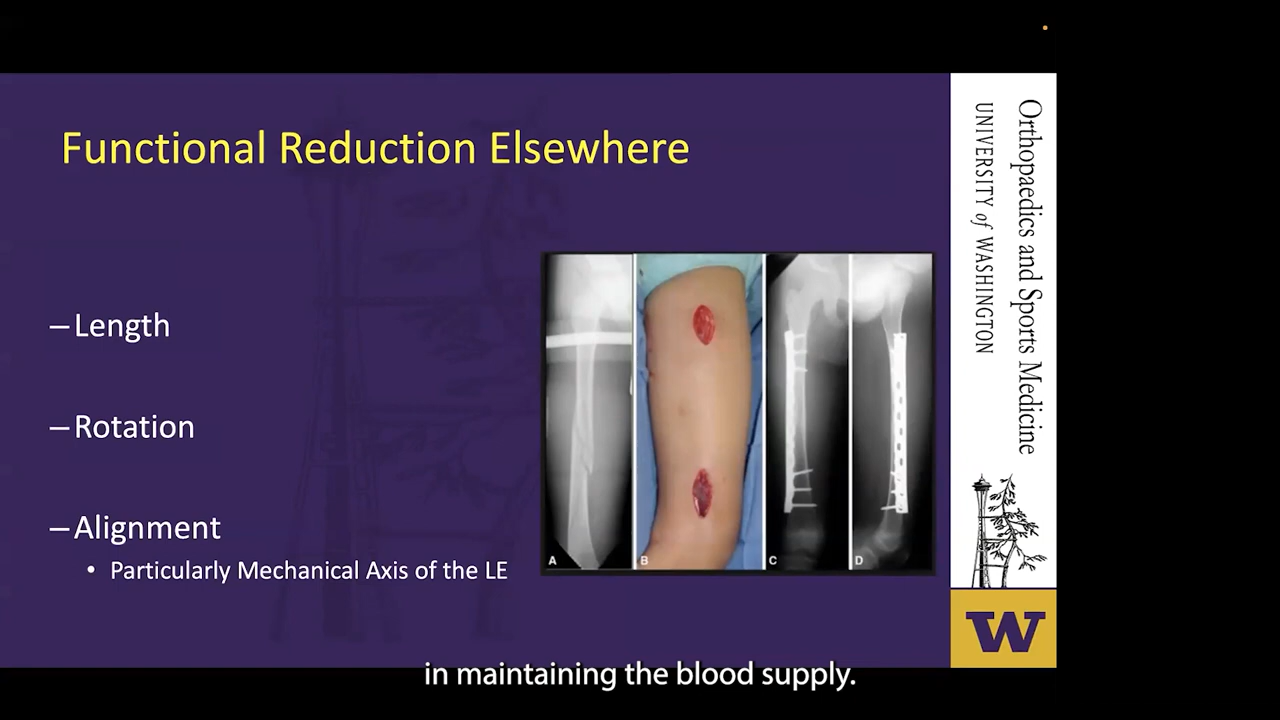 Functional Reduction Elsewhere
–Length
–Rotation
–Alignment
• Particularly Mechanical Axis of the LE
A
B
C
D
Orthopaedics and Sports Medicine
UNIVERSITY of WASHINGTON
W
in maintaining the blood supply.